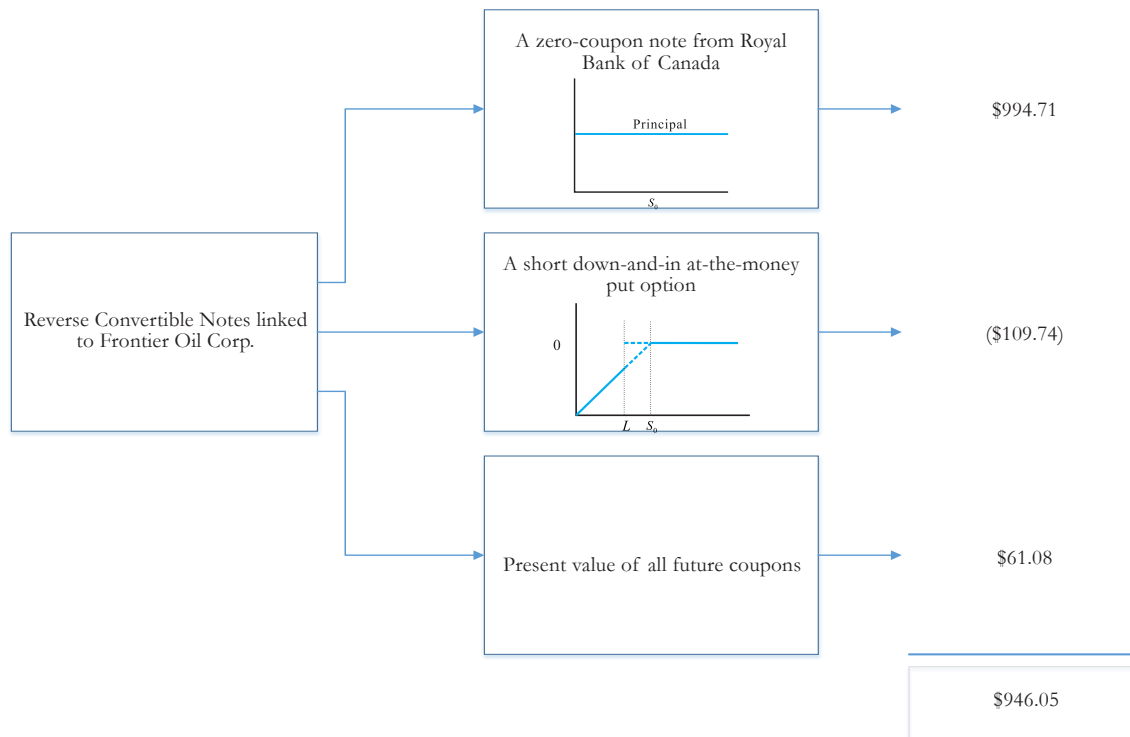 A zero-coupon note from Royal
Bank of Canada
Principal
S₀
$994.71
Reverse Convertible Notes linked
to Frontier Oil Corp.
A short down-and-in at-the-money
put option
0
L S₀
($109.74)
Present value of all future coupons
$61.08
$946.05